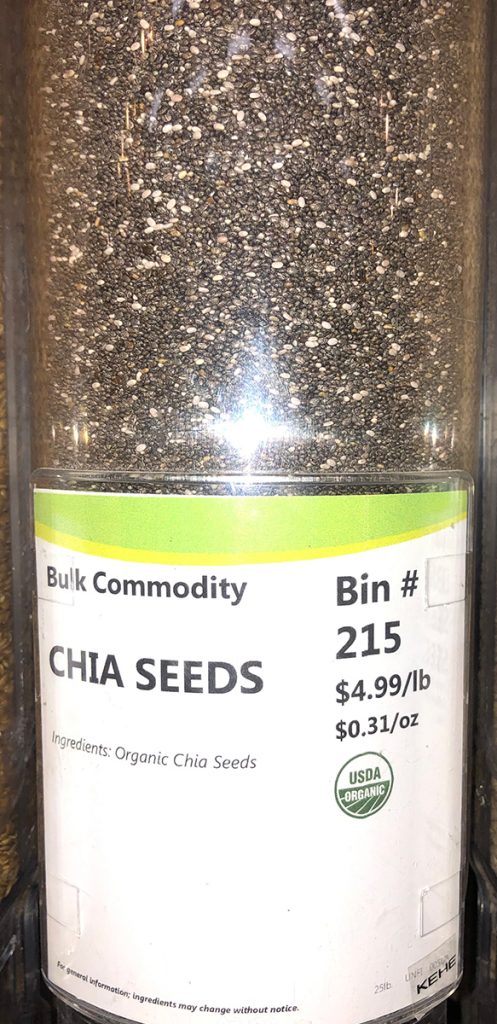 Bulk Commodity
Bin #
215
CHIA SEEDS
$4.99/lb
$0.31/oz
Ingredients: Organic Chia Seeds
USDA
ORGANIC
For general information; ingredients may change without notice.
25lb. UNFI
KEHE